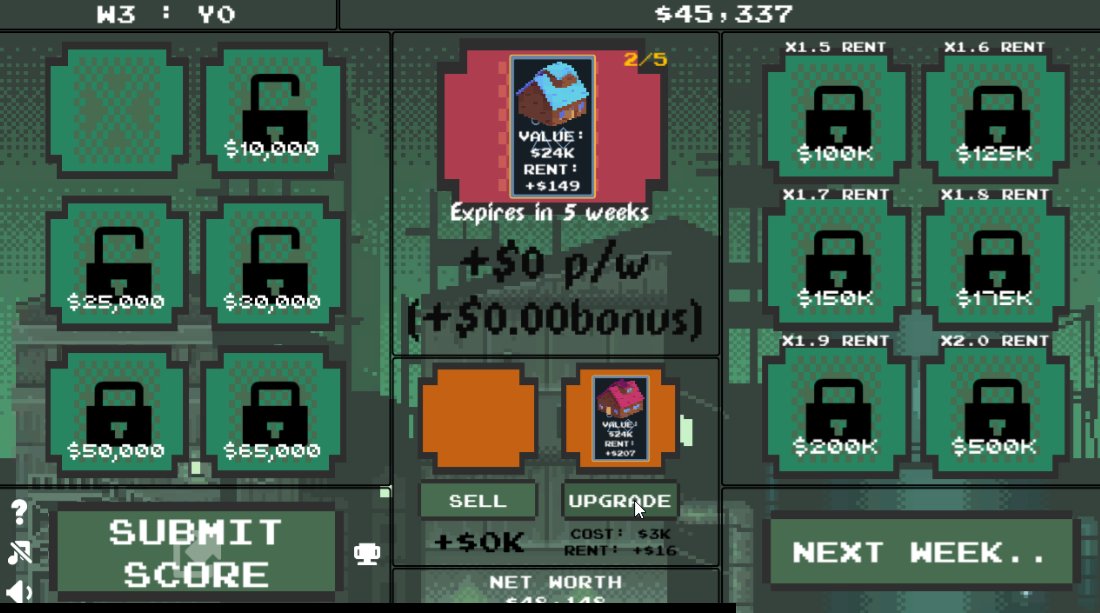 W3 : YO
$45,337
$10,000
$25,000
$30,000
$50,000
$65,000
SUBMIT
SCORE
?
2/5
VALUE:
$24K
RENT:
+$149
Expires in 5 weeks
+$0 p/w
(+$0.00bonus)
VALUE:
$24K
RENT:
+$207
SELL
UPGRADE
+$0K
COST: $3K
RENT: +$16
NET WORTH
$48,148
X1.5 RENT
X1.6 RENT
$100K
$125K
X1.7 RENT
X1.8 RENT
$150K
$175K
X1.9 RENT
X2.0 RENT
$200K
$500K
NEXT WEEK..